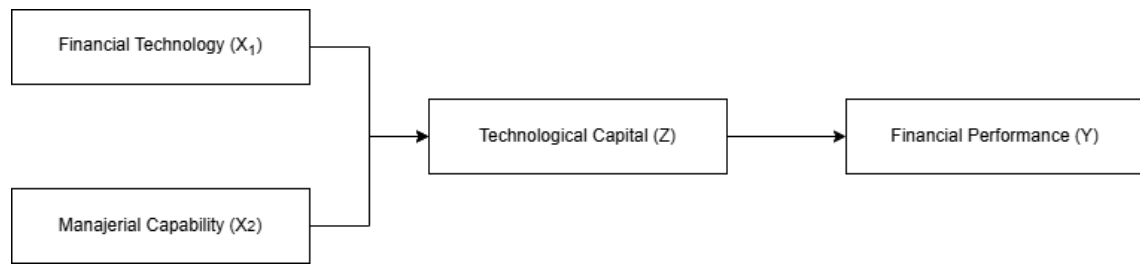 Financial Technology (X₁)
Technological Capital (Z)
Financial Performance (Y)
Manajerial Capability (X2)